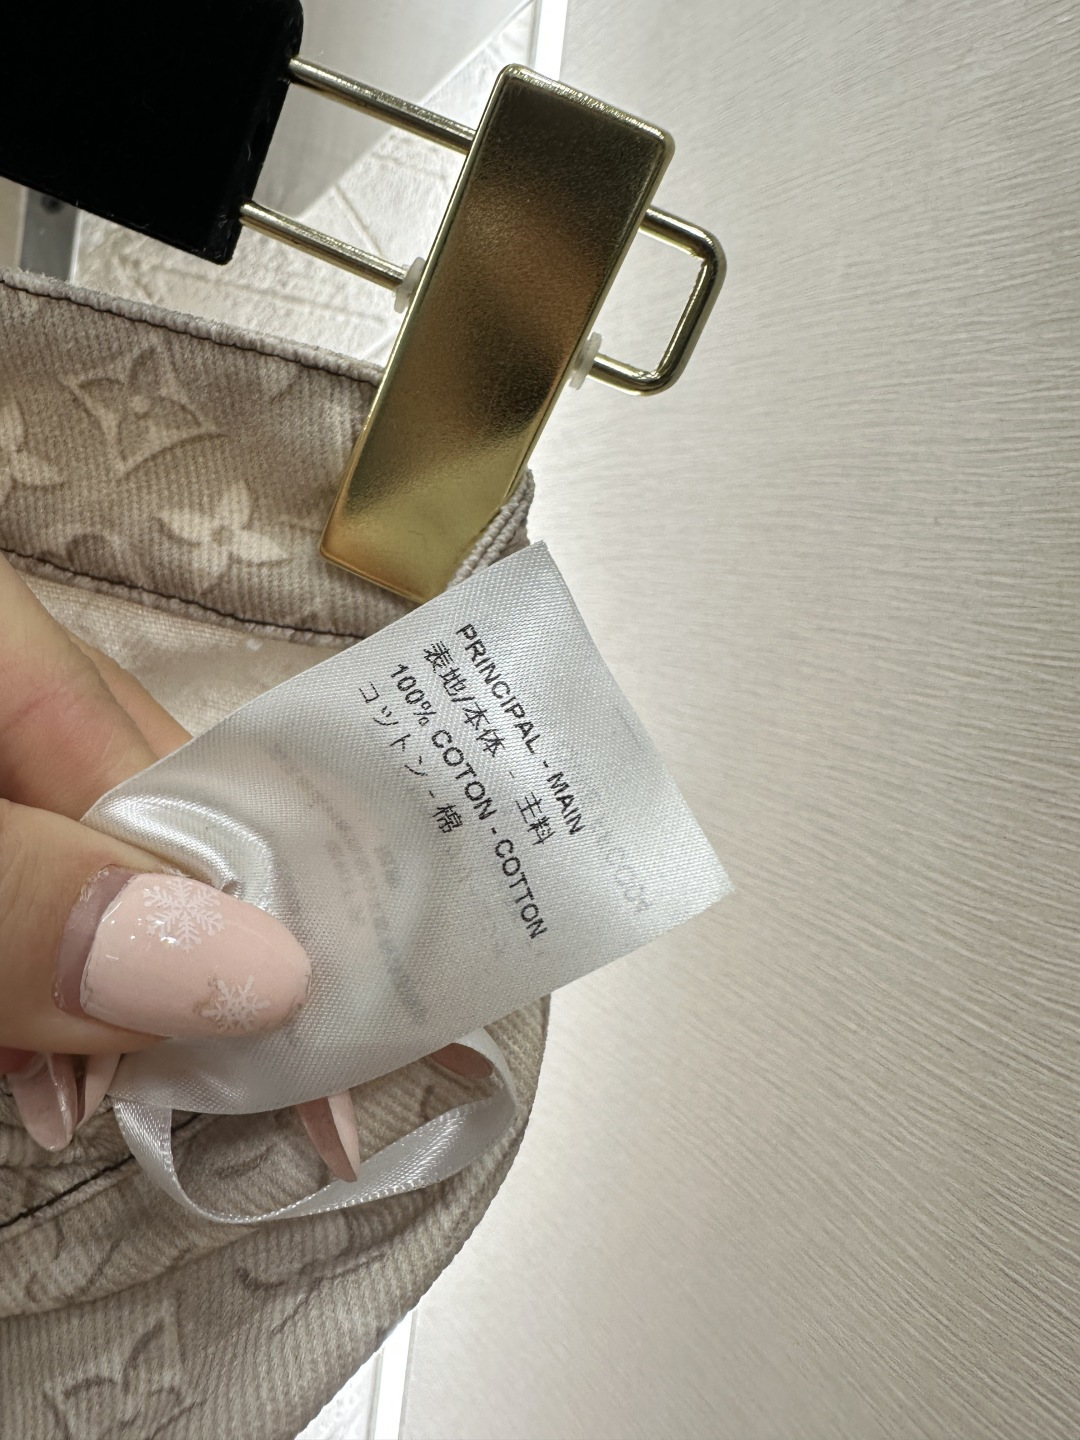 PRINCIPAL - MAIN
表地/本体 - 主料
100% COTON - COTTON
コットン - 棉